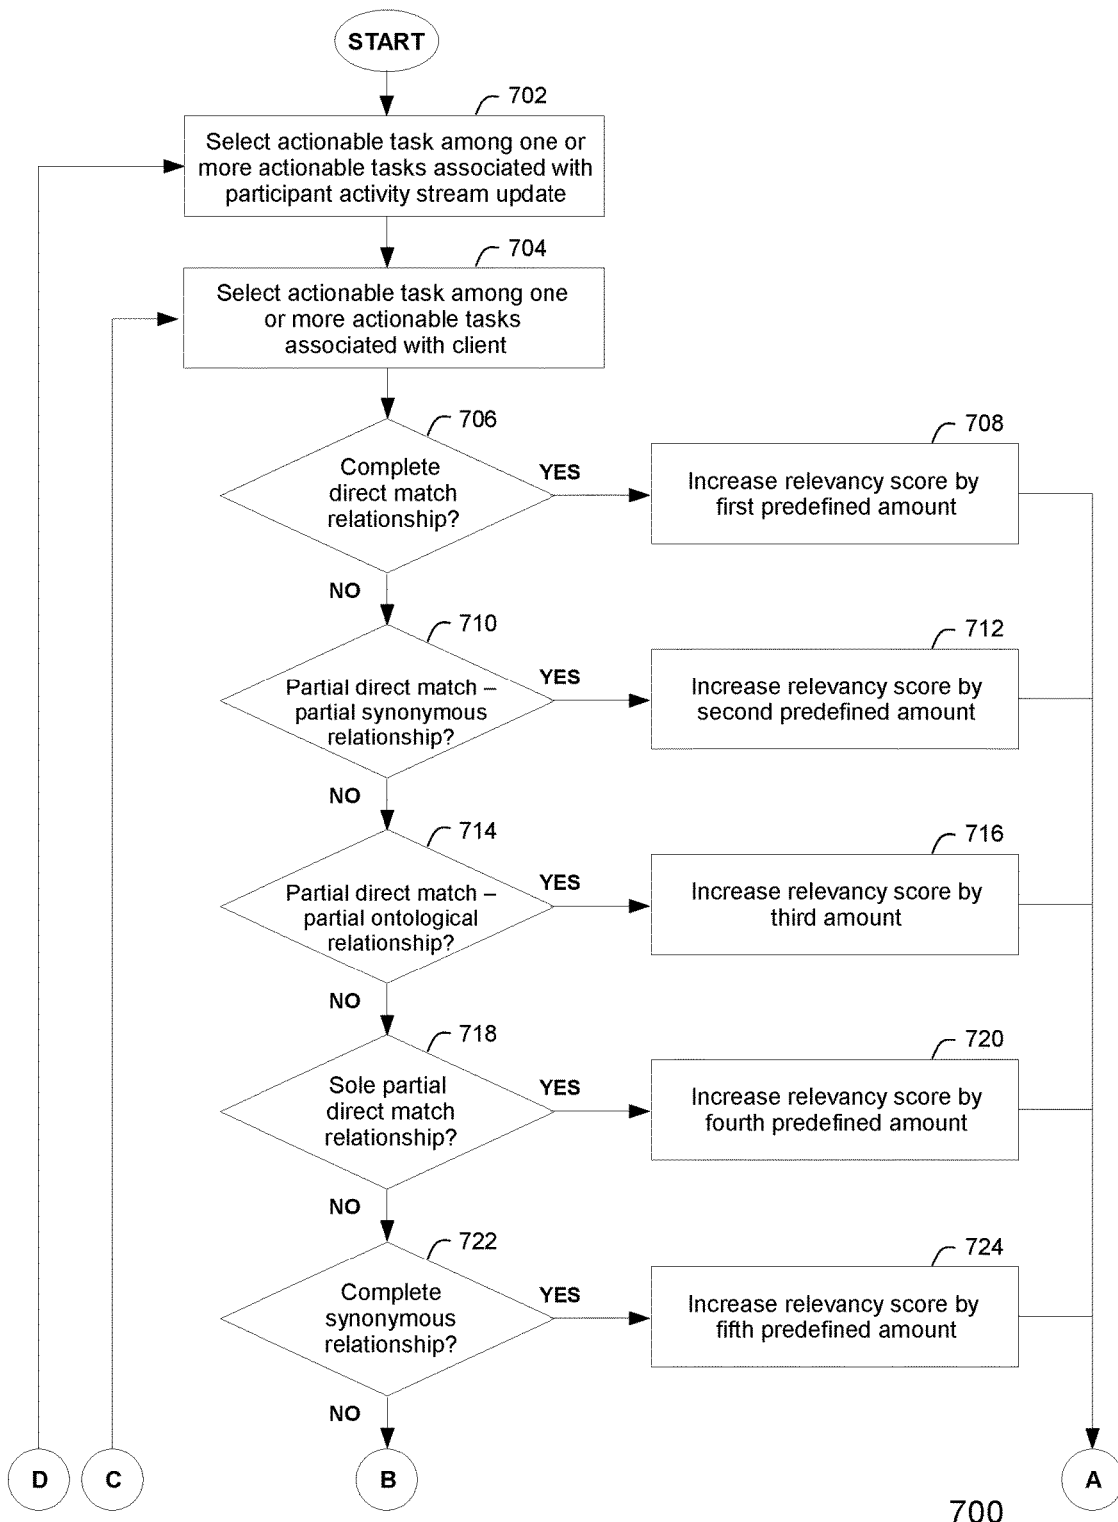 START
702
Select actionable task among one or
more actionable tasks associated with
participant activity stream update
704
Select actionable task among one
or more actionable tasks
associated with client
706
Complete
direct match
relationship?
YES
708
Increase relevancy score by
first predefined amount
NO
710
Partial direct match –
partial synonymous
relationship?
YES
712
Increase relevancy score by
second predefined amount
NO
714
Partial direct match –
partial ontological
relationship?
YES
716
Increase relevancy score by
third amount
NO
718
Sole partial
direct match
relationship?
YES
720
Increase relevancy score by
fourth predefined amount
NO
722
Complete
synonymous
relationship?
YES
724
Increase relevancy score by
fifth predefined amount
NO
D
C
B
A
700